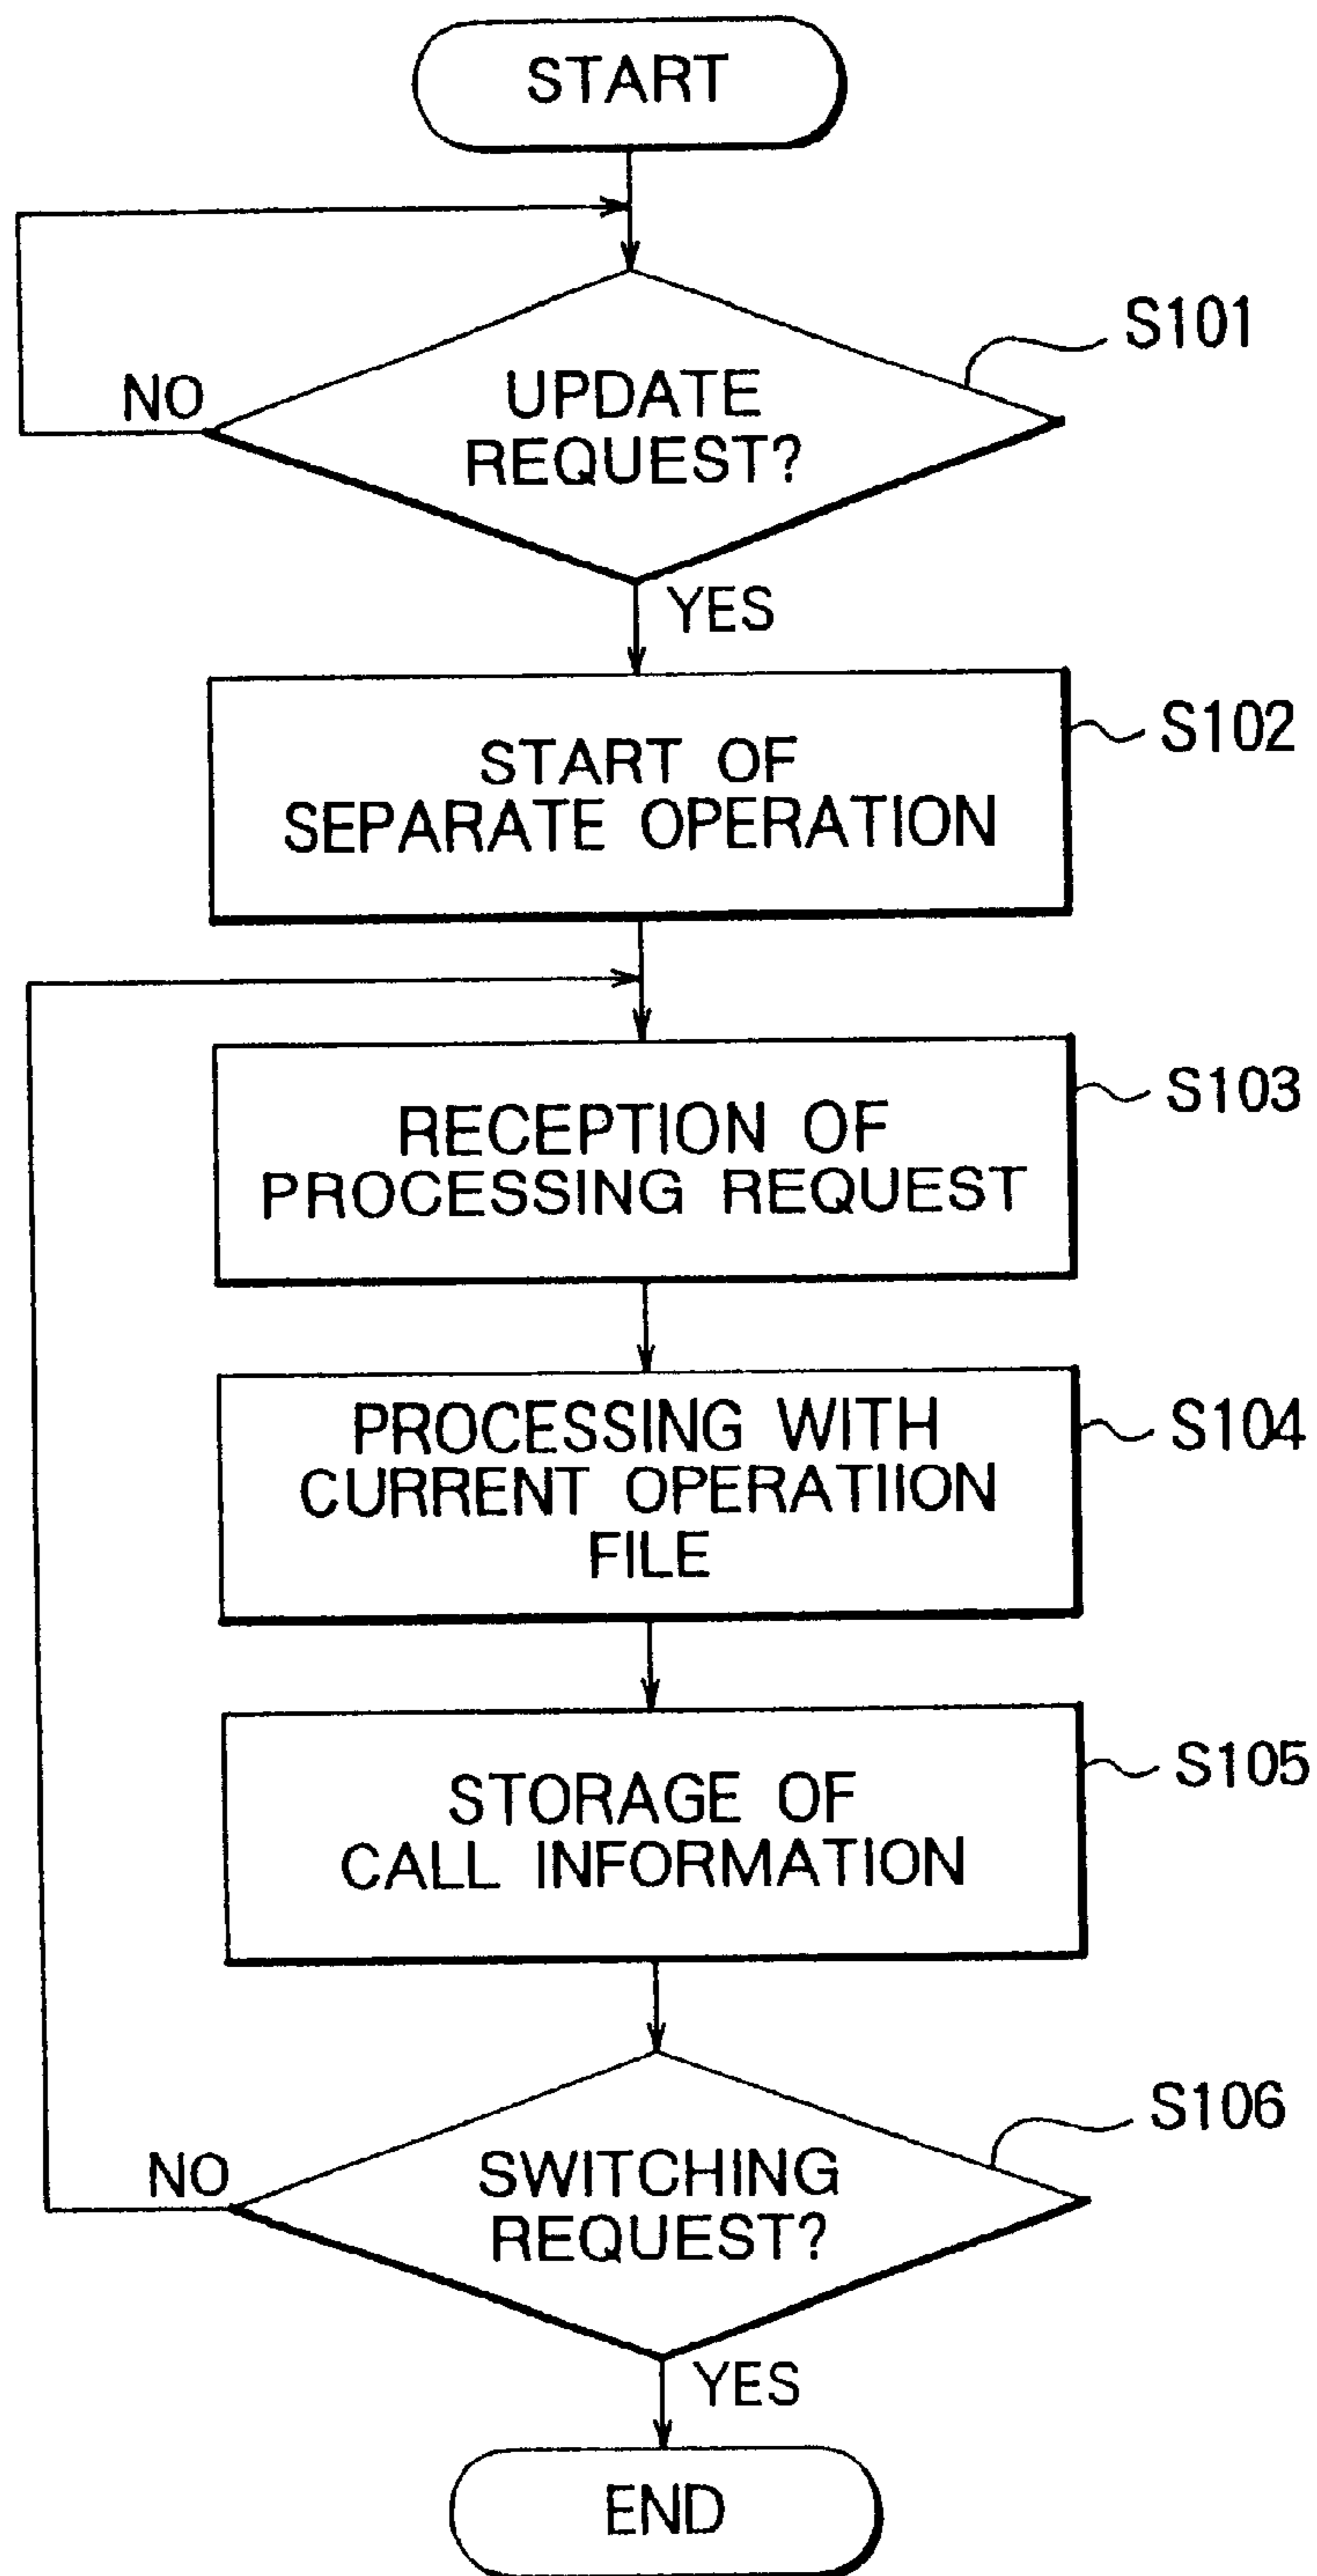 START
S101
NO
UPDATE
REQUEST?
YES
S102
START OF
SEPARATE OPERATION
S103
RECEPTION OF
PROCESSING REQUEST
PROCESSING WITH
S104
CURRENT OPERATIION
FILE
S105
STORAGE OF
CALL INFORMATION
S106
NO
SWITCHING
REQUEST?
YES
END